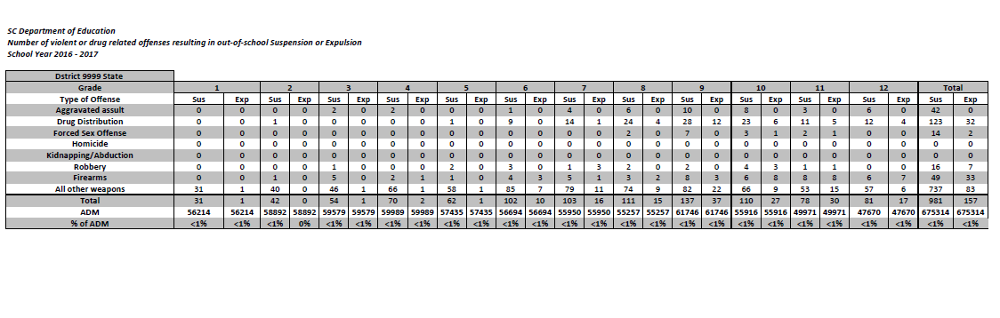 SC Department of Education
Number of violent or drug related offenses resulting in out-of-school Suspension or Expulsion
School Year 2016 - 2017
Dstrict 9999 State
Grade 1 2 3 4 5 6 7 8 9 10 11 12 Total
Type of Offense Sus Exp Sus Exp Sus Exp Sus Exp Sus Exp Sus Exp Sus Exp Sus Exp Sus Exp Sus Exp Sus Exp Sus Exp Sus Exp
Aggravated assult 0 0 0 0 2 0 2 0 0 0 1 0 4 0 6 0 10 0 8 0 3 0 6 0 42 0
Drug Distribution 0 0 1 0 0 0 0 0 1 0 9 0 14 1 24 4 28 12 23 6 11 5 12 4 123 32
Forced Sex Offense 0 0 0 0 0 0 0 0 0 0 0 0 0 0 2 0 7 0 3 1 2 1 0 0 14 2
Homicide 0 0 0 0 0 0 0 0 0 0 0 0 0 0 0 0 0 0 0 0 0 0 0 0 0 0
Kidnapping/Abduction 0 0 0 0 0 0 0 0 0 0 0 0 0 0 0 0 0 0 0 0 0 0 0 0 0 0
Robbery 0 0 0 0 1 0 0 0 2 0 3 0 1 3 2 0 2 0 4 3 1 1 0 0 16 7
Firearms 0 0 1 0 5 0 2 1 1 0 4 3 5 1 3 2 8 3 6 8 8 8 6 7 49 33
All other weapons 31 1 40 0 46 1 66 1 58 1 85 7 79 11 74 9 82 22 66 9 53 15 57 6 737 83
Total 31 1 42 0 54 1 70 2 62 1 102 10 103 16 111 15 137 37 110 27 78 30 81 17 981 157
ADM 56214 56214 58892 58892 59579 59579 59989 59989 57435 57435 56694 56694 55950 55950 55257 55257 61746 61746 55916 55916 49971 49971 47670 47670 675314 675314
% of ADM <1% <1% <1% 0% <1% <1% <1% <1% <1% <1% <1% <1% <1% <1% <1% <1% <1% <1% <1% <1% <1% <1% <1% <1% <1% <1%